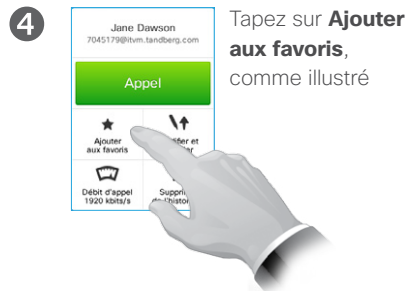 4
Jane Dawson
7045179@itvm.tandberg.com
Appel
Ajouter
aux favoris
et
Débit d'appel
1920 kbits/s
Tapez sur Ajouter
aux favoris,
comme illustré